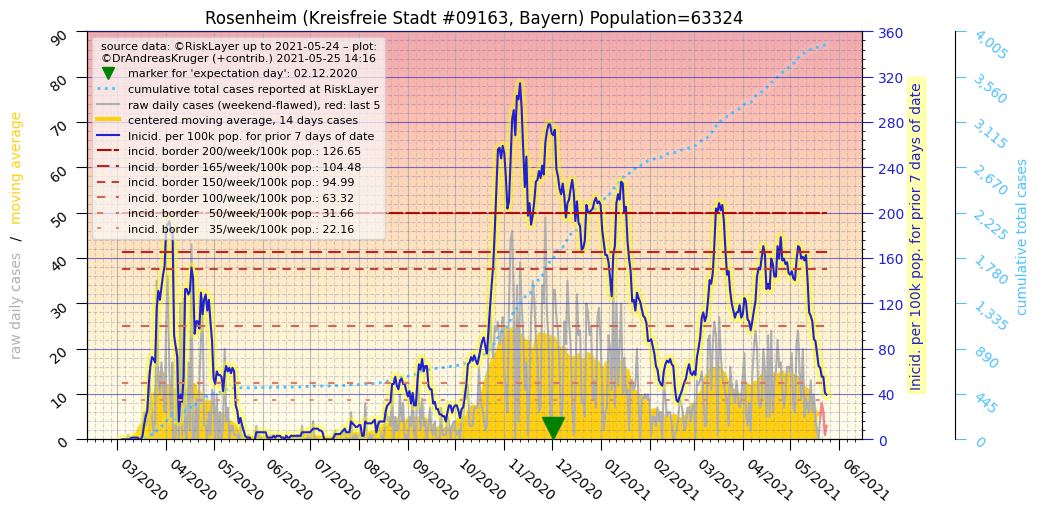 Rosenheim (Kreisfreie Stadt #09163, Bayern) Population=63324
source data: ©RiskLayer up to 2021-05-24 – plot:
©DrAndreasKruger (+contrib.) 2021-05-25 14:16
marker for 'expectation day': 02.12.2020
cumulative total cases reported at RiskLayer
raw daily cases (weekend-flawed), red: last 5
centered moving average, 14 days cases
Inicid. per 100k pop. for prior 7 days of date
incid. border 200/week/100k pop.: 126.65
incid. border 165/week/100k pop.: 104.48
incid. border 150/week/100k pop.: 94.99
incid. border 100/week/100k pop.: 63.32
incid. border   50/week/100k pop.: 31.66
incid. border   35/week/100k pop.: 22.16
raw daily cases  /  moving average
90
80
70
60
50
40
30
20
10
0
360
320
280
240
200
160
120
80
40
0
Inicid. per 100k pop. for prior 7 days of date
4,005
3,560
3,115
2,670
2,225
1,780
1,335
890
445
0
cumulative total cases
03/2020
04/2020
05/2020
06/2020
07/2020
08/2020
09/2020
10/2020
11/2020
12/2020
01/2021
02/2021
03/2021
04/2021
05/2021
06/2021